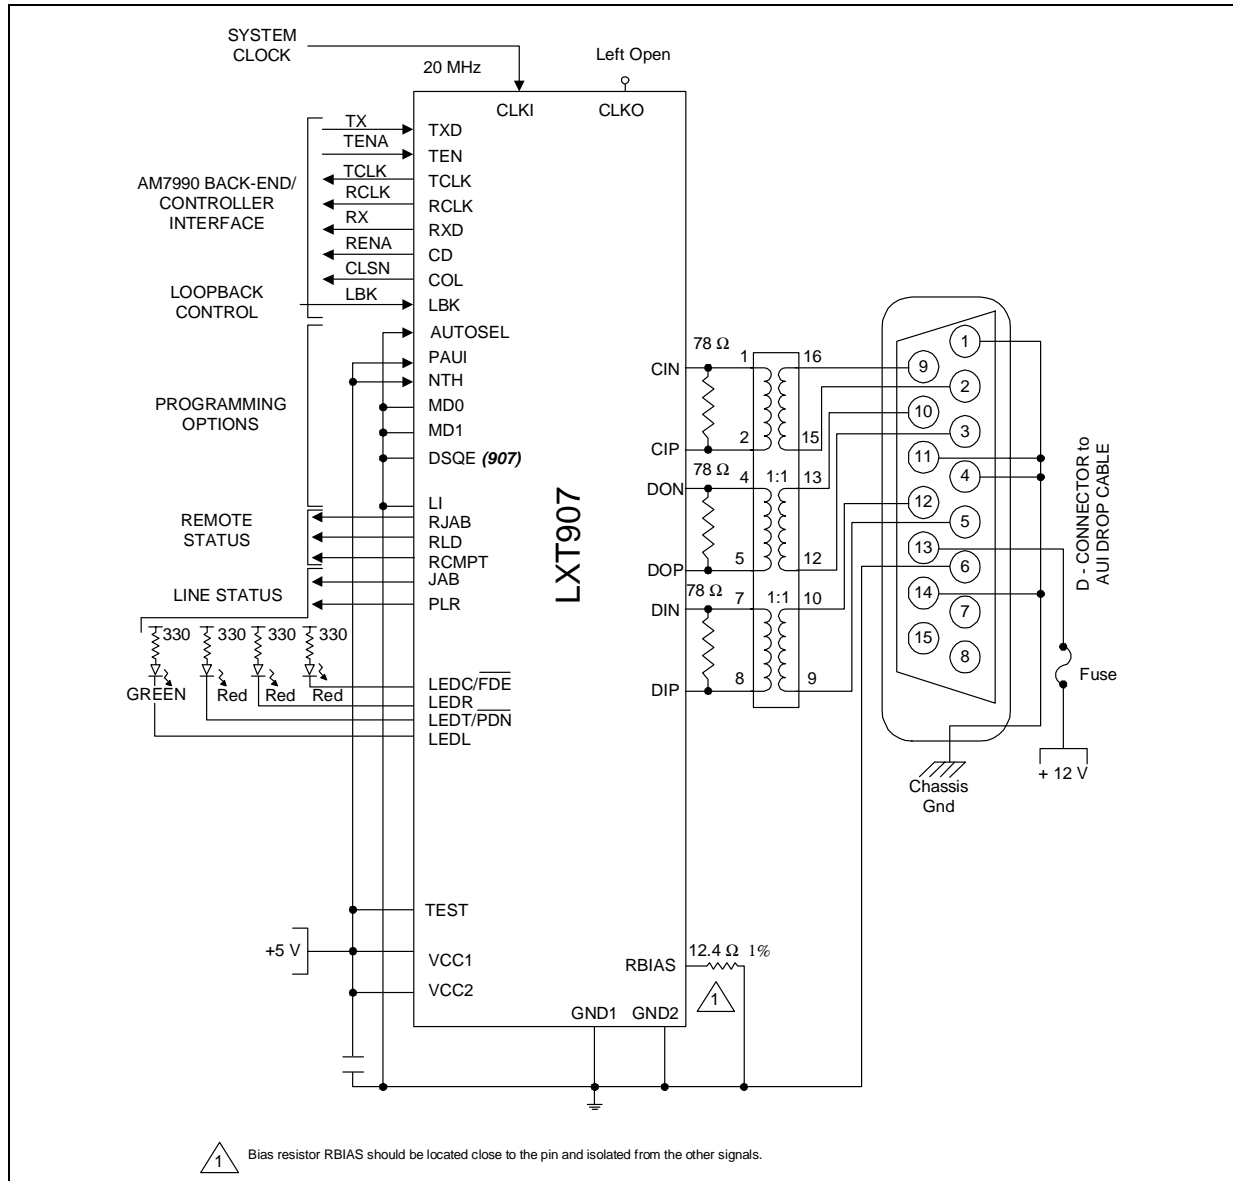 SYSTEM
CLOCK
20 MHz
Left Open
CLKI
CLKO
TX
TXD
TENA
TEN
TCLK
TCLK
RCLK
RCLK
RX
RXD
RENA
CD
CLSN
COL
LBK
LBK
AM7990 BACK-END/
CONTROLLER
INTERFACE
LOOPBACK
CONTROL
AUTOSEL
PAUI
NTH
MD0
MD1
DSQE (907)
LI
PROGRAMMING
OPTIONS
REMOTE
STATUS
RJAB
RLD
RCMPT
LINE STATUS
JAB
PLR
330
330
330
330
GREEN
Red
Red
Red
LEDC/FDE
LEDR
LEDT/PDN
LEDL
LXT907
TEST
+5 V
VCC1
VCC2
GND1
GND2
RBIAS
12.4 Ω 1%
1
CIN
78 Ω
1
16
CIP
2
15
DON
78 Ω
4
1:1
13
DOP
5
12
DIN
78 Ω
7
1:1
10
DIP
8
9
1
9
2
10
3
11
4
12
5
13
6
14
7
15
8
D - CONNECTOR to
AUI DROP CABLE
Fuse
+ 12 V
Chassis
Gnd
1
Bias resistor RBIAS should be located close to the pin and isolated from the other signals.